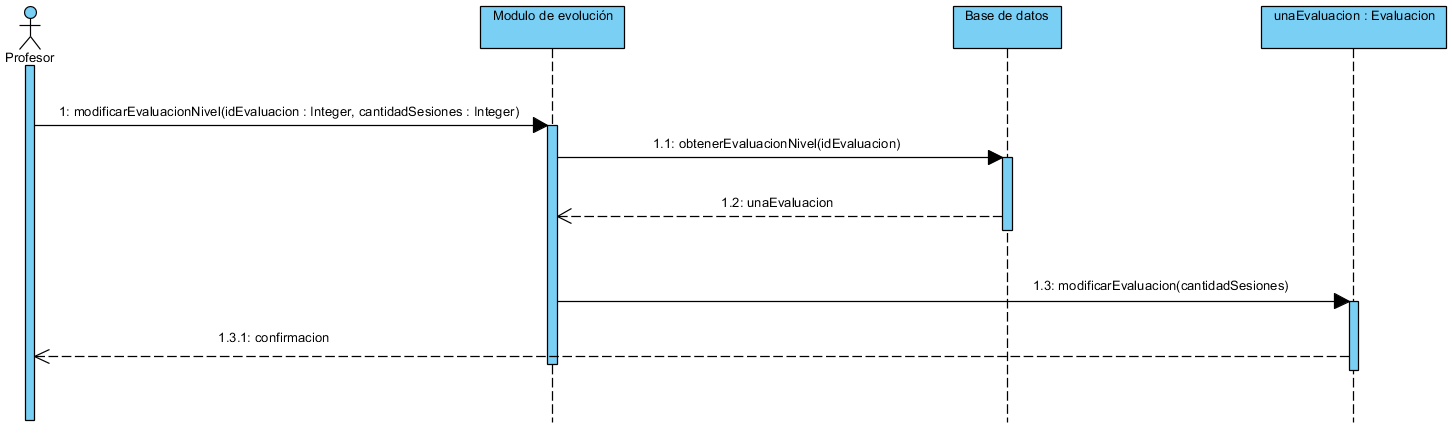 Modulo de evolución
Base de datos
unaEvaluacion : Evaluacion
Profesor
1: modificarEvaluacionNivel(idEvaluacion : Integer, cantidadSesiones : Integer)
1.1: obtenerEvaluacionNivel(idEvaluacion)
1.2: unaEvaluacion
1.3: modificarEvaluacion(cantidadSesiones)
1.3.1: confirmacion